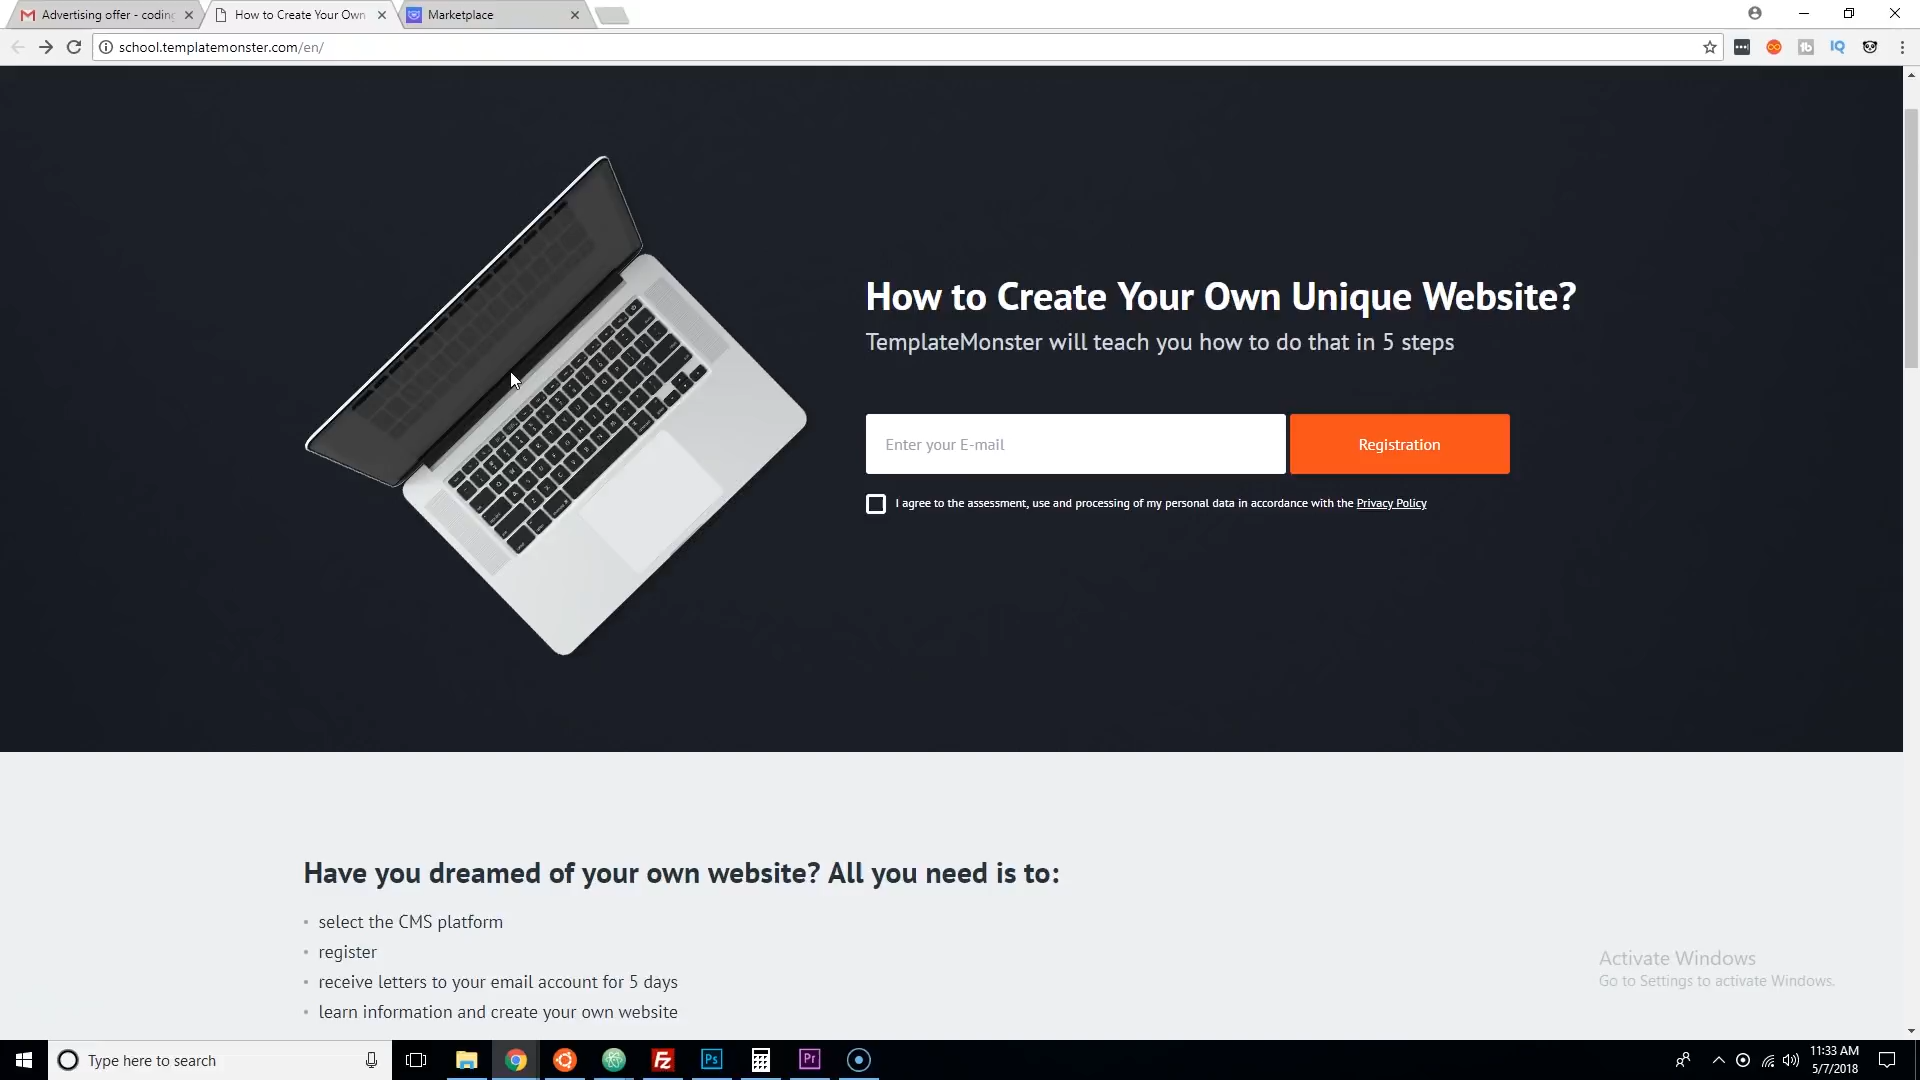 Advertising offer - coding
How to Create Your Own
Marketplace
school.templatemonster.com/en/
How to Create Your Own Unique Website?
TemplateMonster will teach you how to do that in 5 steps
Enter your E-mail
Registration
I agree to the assessment, use and processing of my personal data in accordance with the Privacy Policy
Have you dreamed of your own website? All you need is to:
select the CMS platform
register
receive letters to your email account for 5 days
learn information and create your own website
Activate Windows
Go to Settings to activate Windows.
Type here to search
11:33 AM
5/7/2018